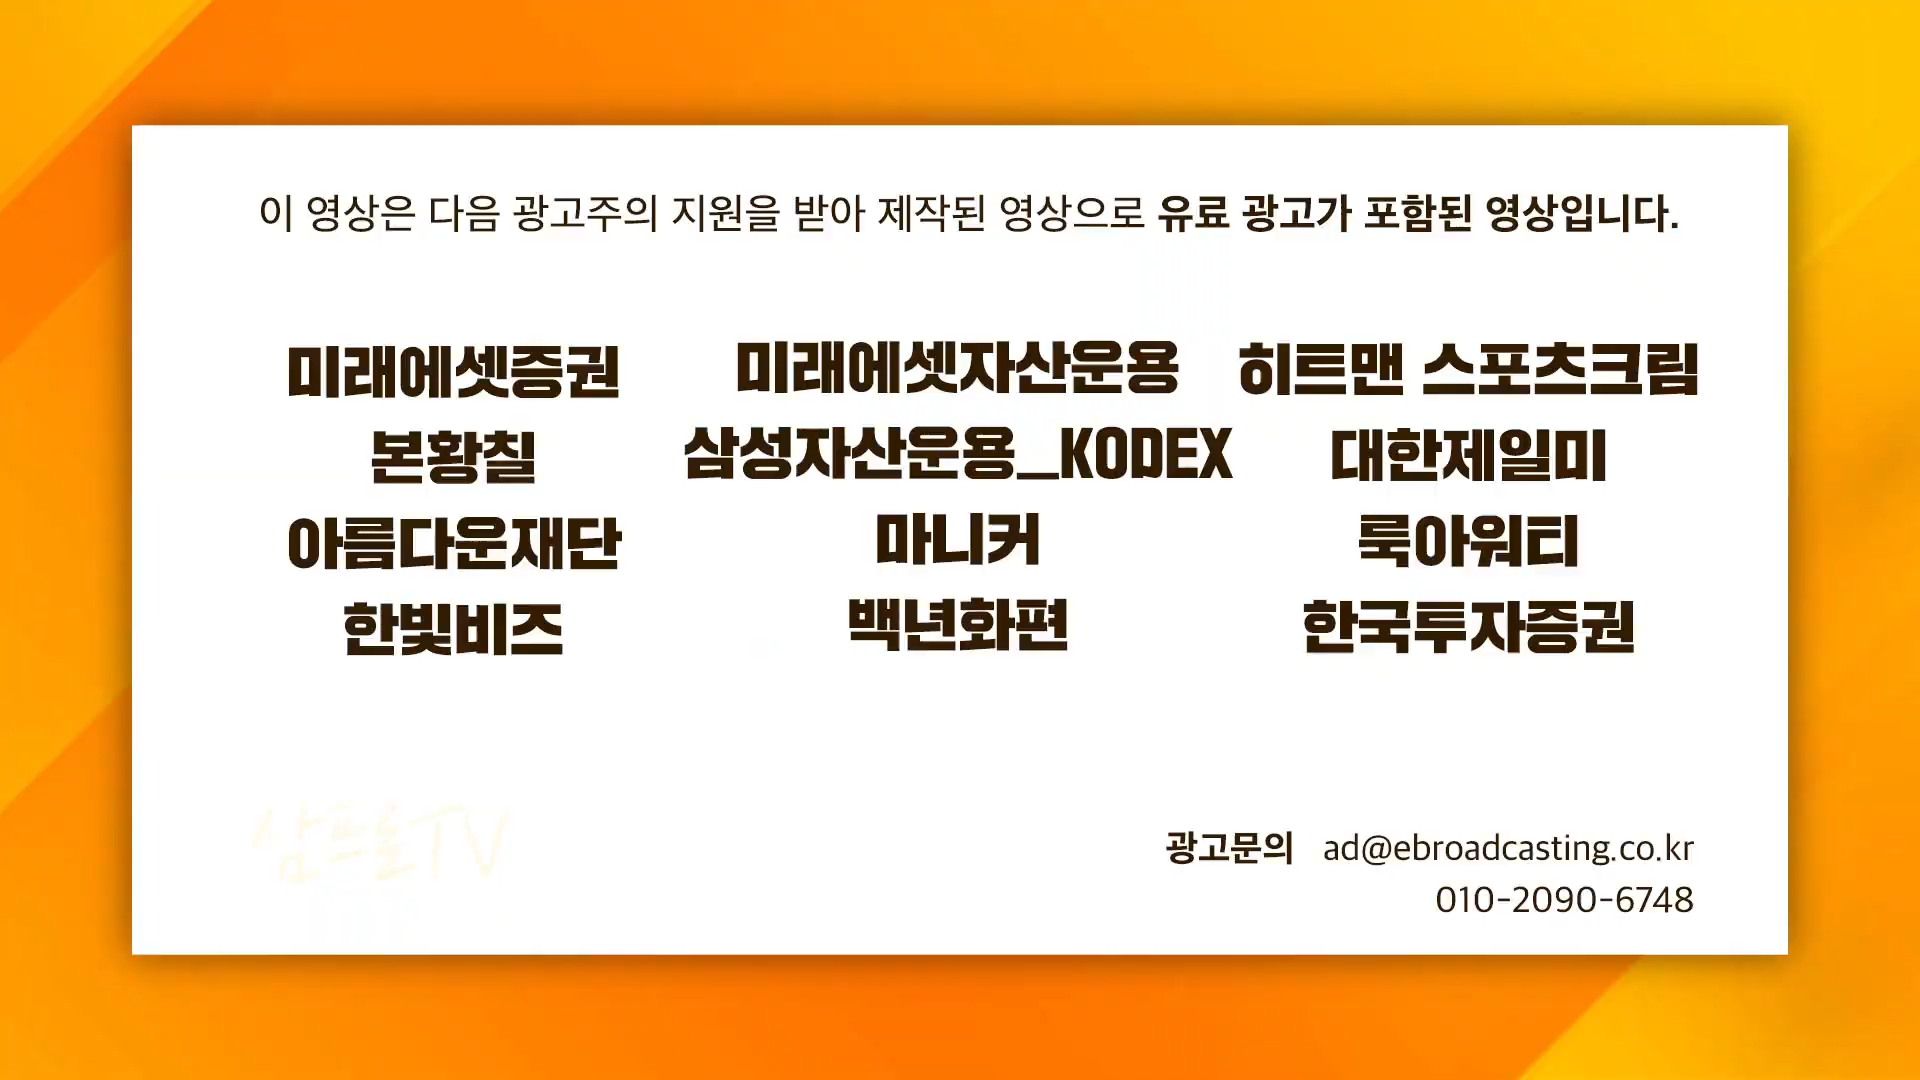 이 영상은 다음 광고주의 지원을 받아 제작된 영상으로 유료 광고가 포함된 영상입니다.
미래에셋증권 미래에셋자산운용 히트맨 스포츠크림
본황칠 삼성자산운용_KODEX 대한제일미
아름다운재단 마니커 룩아워티
한빛비즈 백년화편 한국투자증권
삼프로TV
광고문의 ad@ebroadcasting.co.kr
010-2090-6748